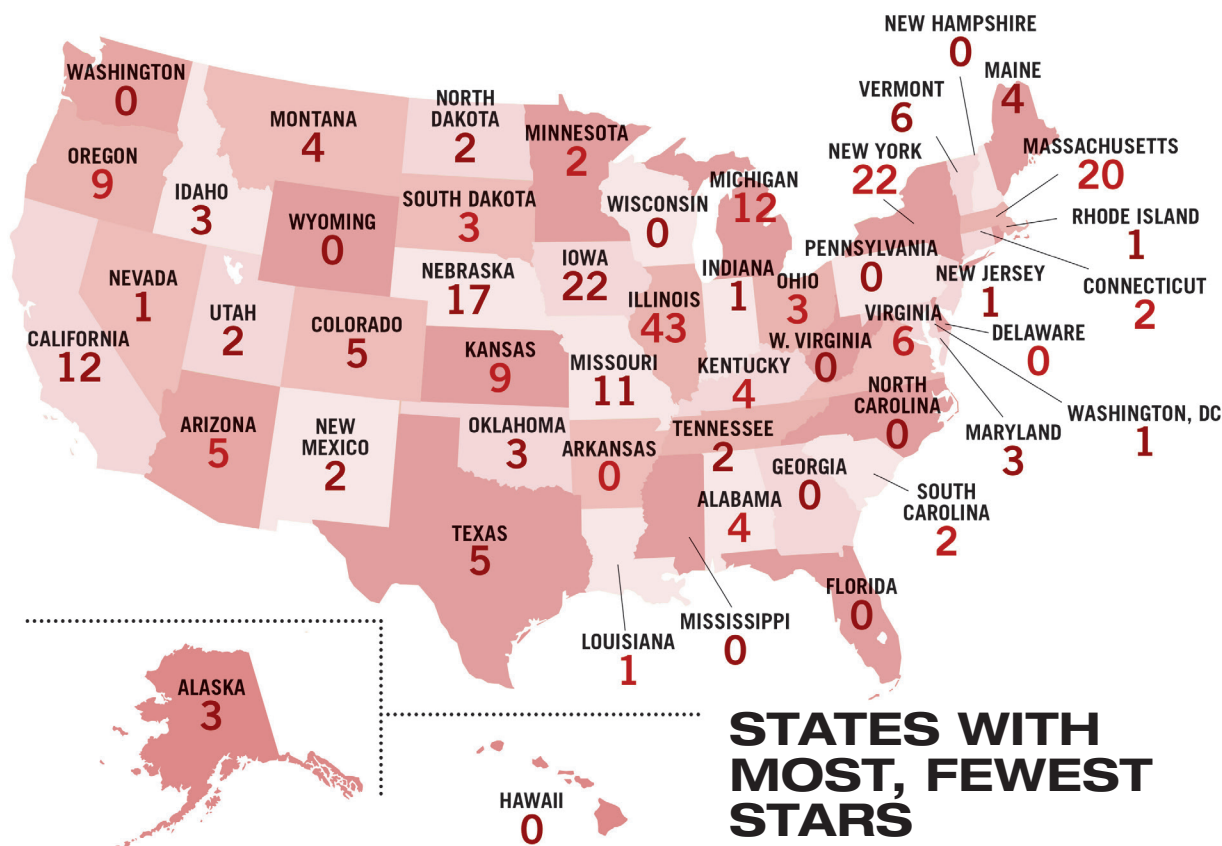 NEW HAMPSHIRE
0
WASHINGTON
0
MONTANA
4
NORTH
DAKOTA
2
MINNESOTA
2
VERMONT
6
MAINE
4
OREGON
9
IDAHO
3
WYOMING
0
SOUTH DAKOTA
3
WISCONSIN
0
MICHIGAN
12
NEW YORK
22
MASSACHUSETTS
20
RHODE ISLAND
1
CONNECTICUT
2
NEVADA
1
UTAH
2
COLORADO
5
NEBRASKA
17
IOWA
22
ILLINOIS
43
INDIANA
1
OHIO
3
PENNSYLVANIA
0
NEW JERSEY
1
CALIFORNIA
12
KANSAS
9
MISSOURI
11
KENTUCKY
4
W. VIRGINIA
0
VIRGINIA
6
DELAWARE
0
WASHINGTON, DC
1
MARYLAND
3
ARIZONA
5
NEW
MEXICO
2
OKLAHOMA
3
ARKANSAS
0
TENNESSEE
2
NORTH
CAROLINA
0
TEXAS
5
ALABAMA
4
GEORGIA
0
SOUTH
CAROLINA
2
LOUISIANA
1
MISSISSIPPI
0
FLORIDA
0
ALASKA
3
HAWAII
0
STATES WITH
MOST, FEWEST
STARS